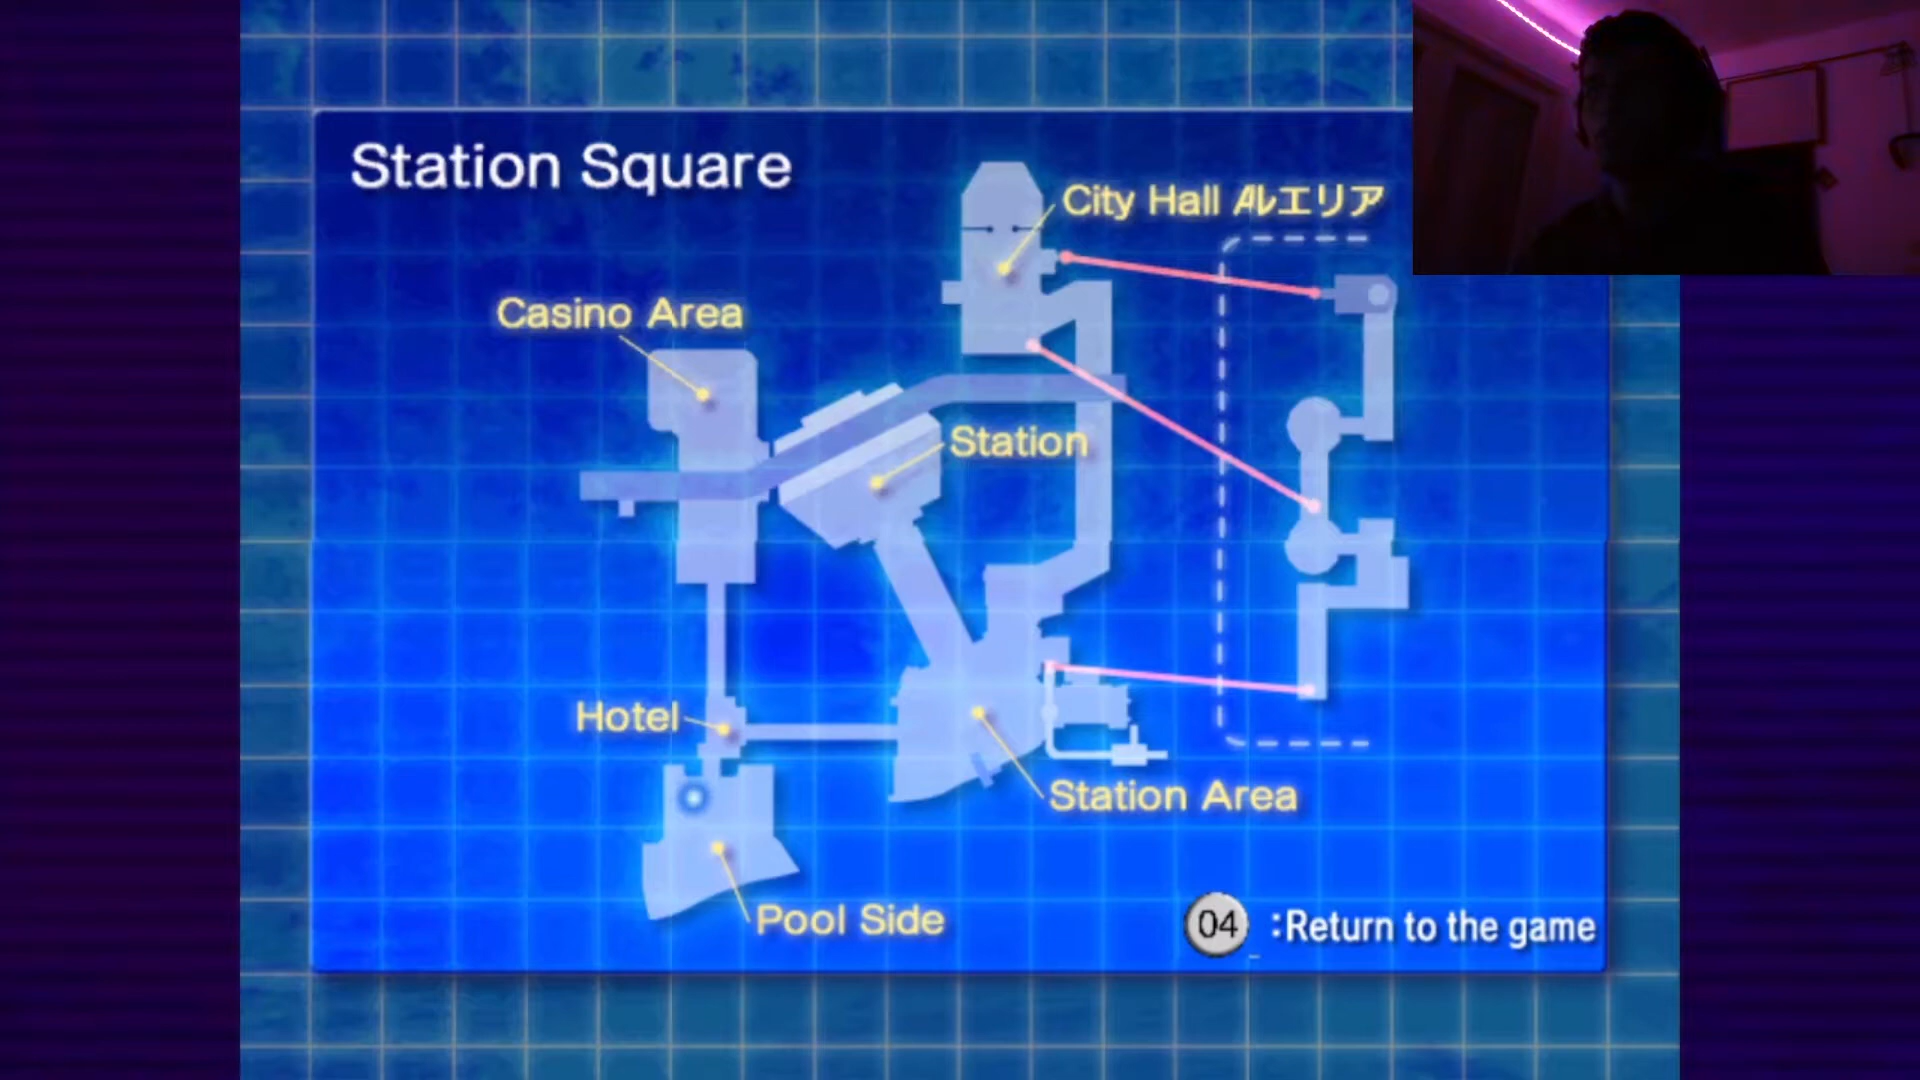 Station Square
City Hall ルエリア
Casino Area
Station
Hotel
Station Area
Pool Side
04 :Return to the game